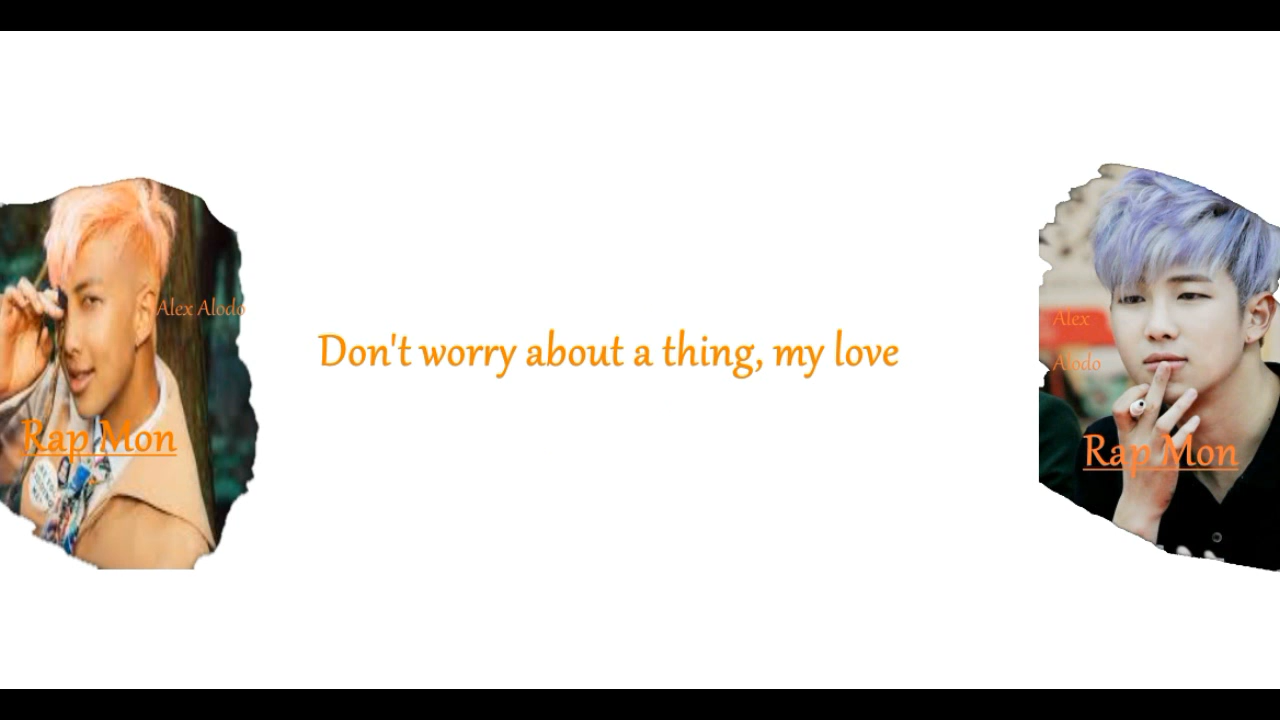 Alex Alodo
Rap Mon
Don't worry about a thing, my love
Alex
Alodo
Rap Mon